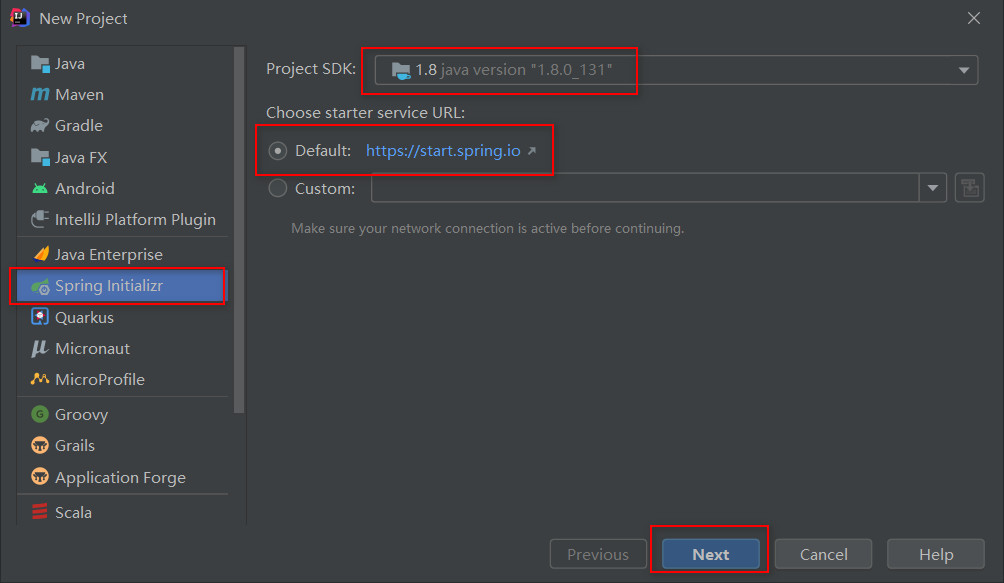 New Project
Java
Maven
Gradle
Java FX
Android
IntelliJ Platform Plugin
Java Enterprise
Spring Initializr
Quarkus
Micronaut
MicroProfile
Groovy
Grails
Application Forge
Scala
Project SDK: 1.8 java version "1.8.0_131"
Choose starter service URL:
Default: https://start.spring.io
Custom:
Make sure your network connection is active before continuing.
Previous Next Cancel Help